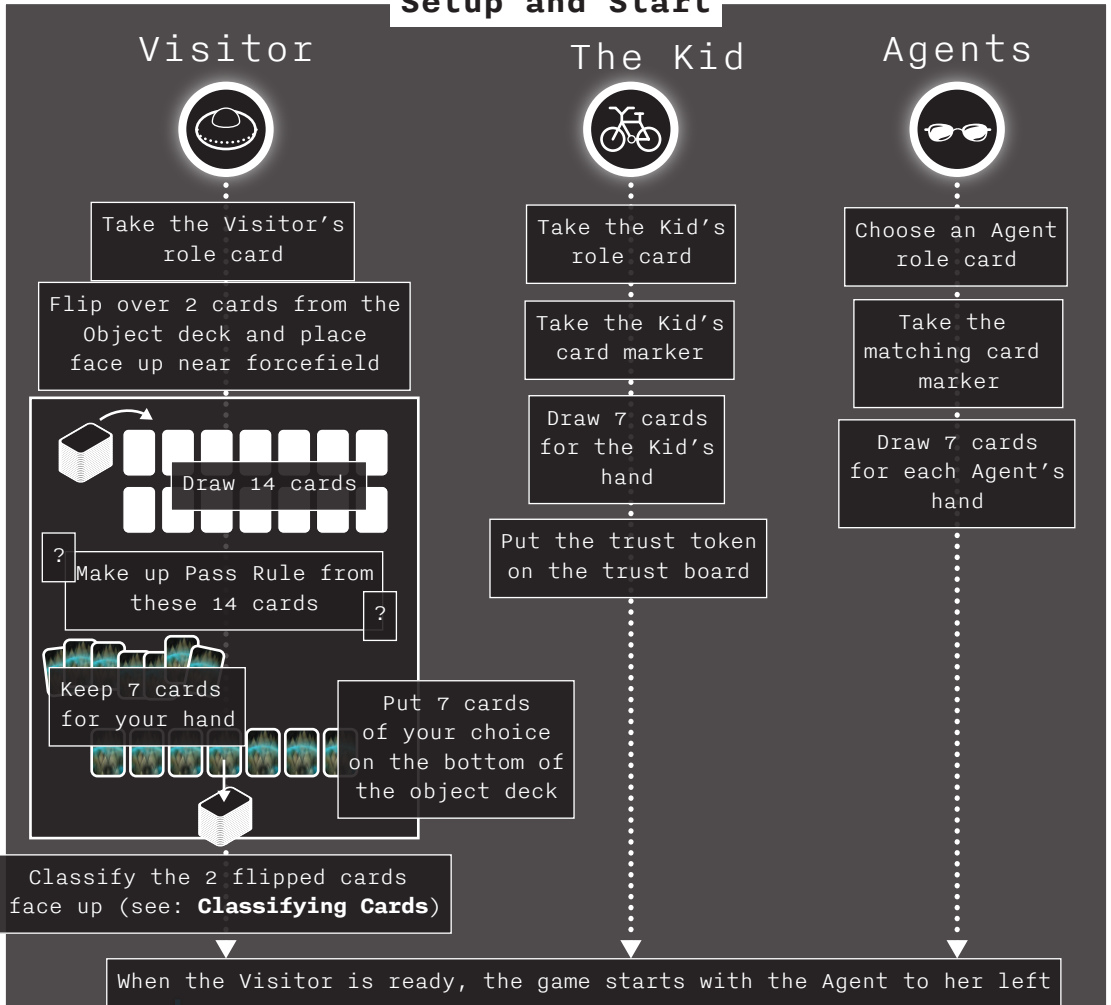 Setup and Start
Visitor
The Kid
Agents
Take the Visitor's
role card
Flip over 2 cards from the
Object deck and place
face up near forcefield
Draw 14 cards
?
Make up Pass Rule from
these 14 cards
?
Keep 7 cards
for your hand
Put 7 cards
of your choice
on the bottom of
the object deck
Classify the 2 flipped cards
face up (see: Classifying Cards)
Take the Kid's
role card
Take the Kid's
card marker
Draw 7 cards
for the Kid's
hand
Put the trust token
on the trust board
Choose an Agent
role card
Take the
matching card
marker
Draw 7 cards
for each Agent's
hand
When the Visitor is ready, the game starts with the Agent to her left